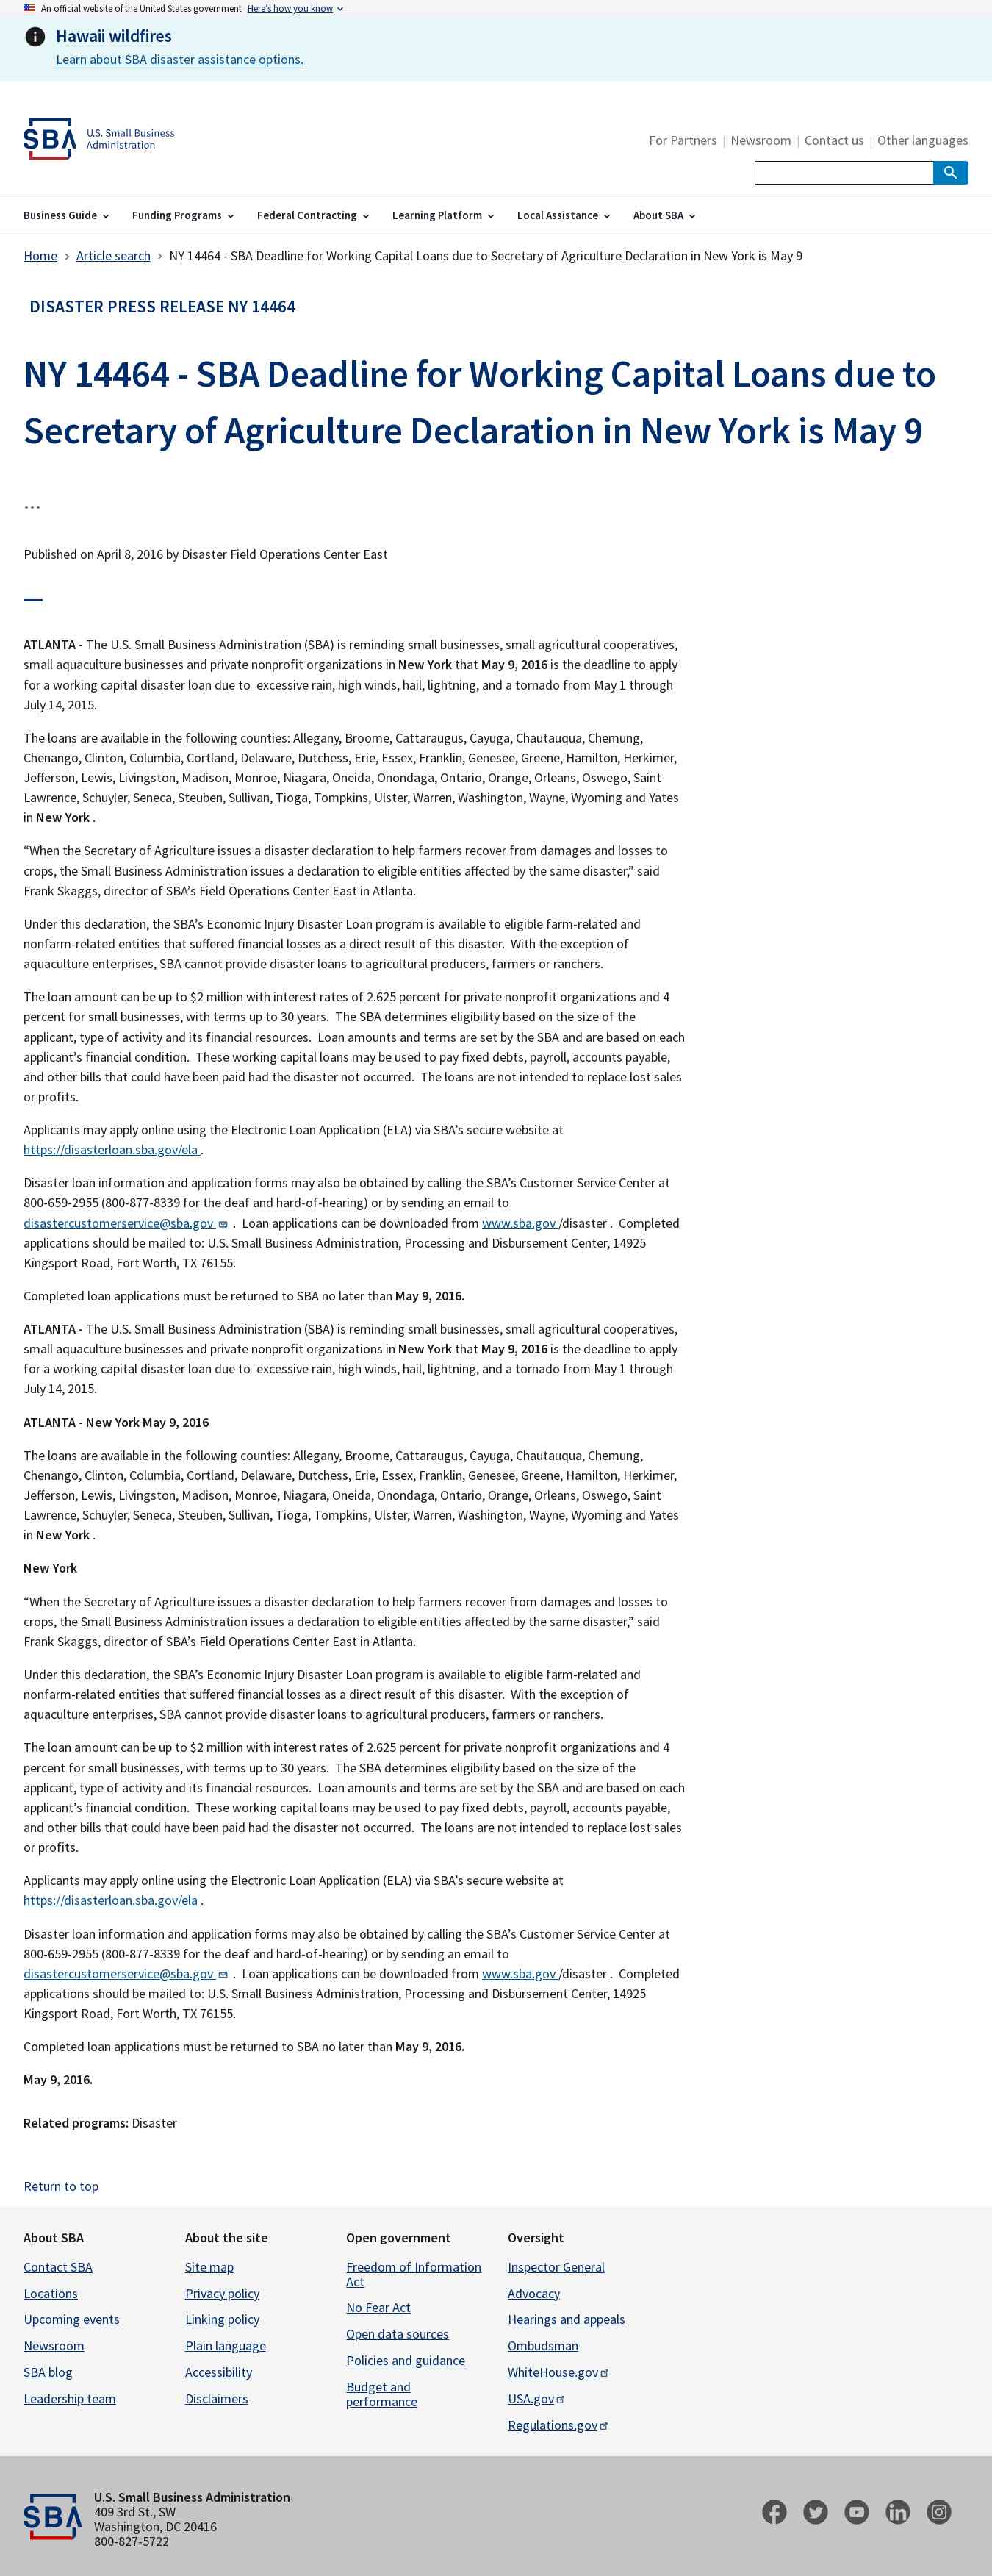 An official website of the United States government Here's how you know
Hawaii wildfires
Learn about SBA disaster assistance options.
SBA U.S. Small Business
Administration
For Partners | Newsroom | Contact us | Other languages
Business Guide Funding Programs Federal Contracting Learning Platform Local Assistance About SBA
Home > Article search > NY 14464 - SBA Deadline for Working Capital Loans due to Secretary of Agriculture Declaration in New York is May 9
DISASTER PRESS RELEASE NY 14464
NY 14464 - SBA Deadline for Working Capital Loans due to
Secretary of Agriculture Declaration in New York is May 9
...
Published on April 8, 2016 by Disaster Field Operations Center East
ATLANTA - The U.S. Small Business Administration (SBA) is reminding small businesses, small agricultural cooperatives,
small aquaculture businesses and private nonprofit organizations in New York that May 9, 2016 is the deadline to apply
for a working capital disaster loan due to excessive rain, high winds, hail, lightning, and a tornado from May 1 through
July 14, 2015.
The loans are available in the following counties: Allegany, Broome, Cattaraugus, Cayuga, Chautauqua, Chemung,
Chenango, Clinton, Columbia, Cortland, Delaware, Dutchess, Erie, Essex, Franklin, Genesee, Greene, Hamilton, Herkimer,
Jefferson, Lewis, Livingston, Madison, Monroe, Niagara, Oneida, Onondaga, Ontario, Orange, Orleans, Oswego, Saint
Lawrence, Schuyler, Seneca, Steuben, Sullivan, Tioga, Tompkins, Ulster, Warren, Washington, Wayne, Wyoming and Yates
in New York .
“When the Secretary of Agriculture issues a disaster declaration to help farmers recover from damages and losses to
crops, the Small Business Administration issues a declaration to eligible entities affected by the same disaster,” said
Frank Skaggs, director of SBA’s Field Operations Center East in Atlanta.
Under this declaration, the SBA’s Economic Injury Disaster Loan program is available to eligible farm-related and
nonfarm-related entities that suffered financial losses as a direct result of this disaster. With the exception of
aquaculture enterprises, SBA cannot provide disaster loans to agricultural producers, farmers or ranchers.
The loan amount can be up to $2 million with interest rates of 2.625 percent for private nonprofit organizations and 4
percent for small businesses, with terms up to 30 years. The SBA determines eligibility based on the size of the
applicant, type of activity and its financial resources. Loan amounts and terms are set by the SBA and are based on each
applicant’s financial condition. These working capital loans may be used to pay fixed debts, payroll, accounts payable,
and other bills that could have been paid had the disaster not occurred. The loans are not intended to replace lost sales
or profits.
Applicants may apply online using the Electronic Loan Application (ELA) via SBA’s secure website at
https://disasterloan.sba.gov/ela .
Disaster loan information and application forms may also be obtained by calling the SBA’s Customer Service Center at
800-659-2955 (800-877-8339 for the deaf and hard-of-hearing) or by sending an email to
disastercustomerservice@sba.gov . Loan applications can be downloaded from www.sba.gov /disaster . Completed
applications should be mailed to: U.S. Small Business Administration, Processing and Disbursement Center, 14925
Kingsport Road, Fort Worth, TX 76155.
Completed loan applications must be returned to SBA no later than May 9, 2016.
ATLANTA - The U.S. Small Business Administration (SBA) is reminding small businesses, small agricultural cooperatives,
small aquaculture businesses and private nonprofit organizations in New York that May 9, 2016 is the deadline to apply
for a working capital disaster loan due to excessive rain, high winds, hail, lightning, and a tornado from May 1 through
July 14, 2015.
ATLANTA - New York May 9, 2016
The loans are available in the following counties: Allegany, Broome, Cattaraugus, Cayuga, Chautauqua, Chemung,
Chenango, Clinton, Columbia, Cortland, Delaware, Dutchess, Erie, Essex, Franklin, Genesee, Greene, Hamilton, Herkimer,
Jefferson, Lewis, Livingston, Madison, Monroe, Niagara, Oneida, Onondaga, Ontario, Orange, Orleans, Oswego, Saint
Lawrence, Schuyler, Seneca, Steuben, Sullivan, Tioga, Tompkins, Ulster, Warren, Washington, Wayne, Wyoming and Yates
in New York .
New York
“When the Secretary of Agriculture issues a disaster declaration to help farmers recover from damages and losses to
crops, the Small Business Administration issues a declaration to eligible entities affected by the same disaster,” said
Frank Skaggs, director of SBA’s Field Operations Center East in Atlanta.
Under this declaration, the SBA’s Economic Injury Disaster Loan program is available to eligible farm-related and
nonfarm-related entities that suffered financial losses as a direct result of this disaster. With the exception of
aquaculture enterprises, SBA cannot provide disaster loans to agricultural producers, farmers or ranchers.
The loan amount can be up to $2 million with interest rates of 2.625 percent for private nonprofit organizations and 4
percent for small businesses, with terms up to 30 years. The SBA determines eligibility based on the size of the
applicant, type of activity and its financial resources. Loan amounts and terms are set by the SBA and are based on each
applicant’s financial condition. These working capital loans may be used to pay fixed debts, payroll, accounts payable,
and other bills that could have been paid had the disaster not occurred. The loans are not intended to replace lost sales
or profits.
Applicants may apply online using the Electronic Loan Application (ELA) via SBA’s secure website at
https://disasterloan.sba.gov/ela .
Disaster loan information and application forms may also be obtained by calling the SBA’s Customer Service Center at
800-659-2955 (800-877-8339 for the deaf and hard-of-hearing) or by sending an email to
disastercustomerservice@sba.gov . Loan applications can be downloaded from www.sba.gov /disaster . Completed
applications should be mailed to: U.S. Small Business Administration, Processing and Disbursement Center, 14925
Kingsport Road, Fort Worth, TX 76155.
Completed loan applications must be returned to SBA no later than May 9, 2016.
May 9, 2016.
Related programs: Disaster
Return to top
About SBA
Contact SBA
Locations
Upcoming events
Newsroom
SBA blog
Leadership team
About the site
Site map
Privacy policy
Linking policy
Plain language
Accessibility
Disclaimers
Open government
Freedom of Information
Act
No Fear Act
Open data sources
Policies and guidance
Budget and
performance
Oversight
Inspector General
Advocacy
Hearings and appeals
Ombudsman
WhiteHouse.gov
USA.gov
Regulations.gov
SBA
U.S. Small Business Administration
409 3rd St., SW
Washington, DC 20416
800-827-5722